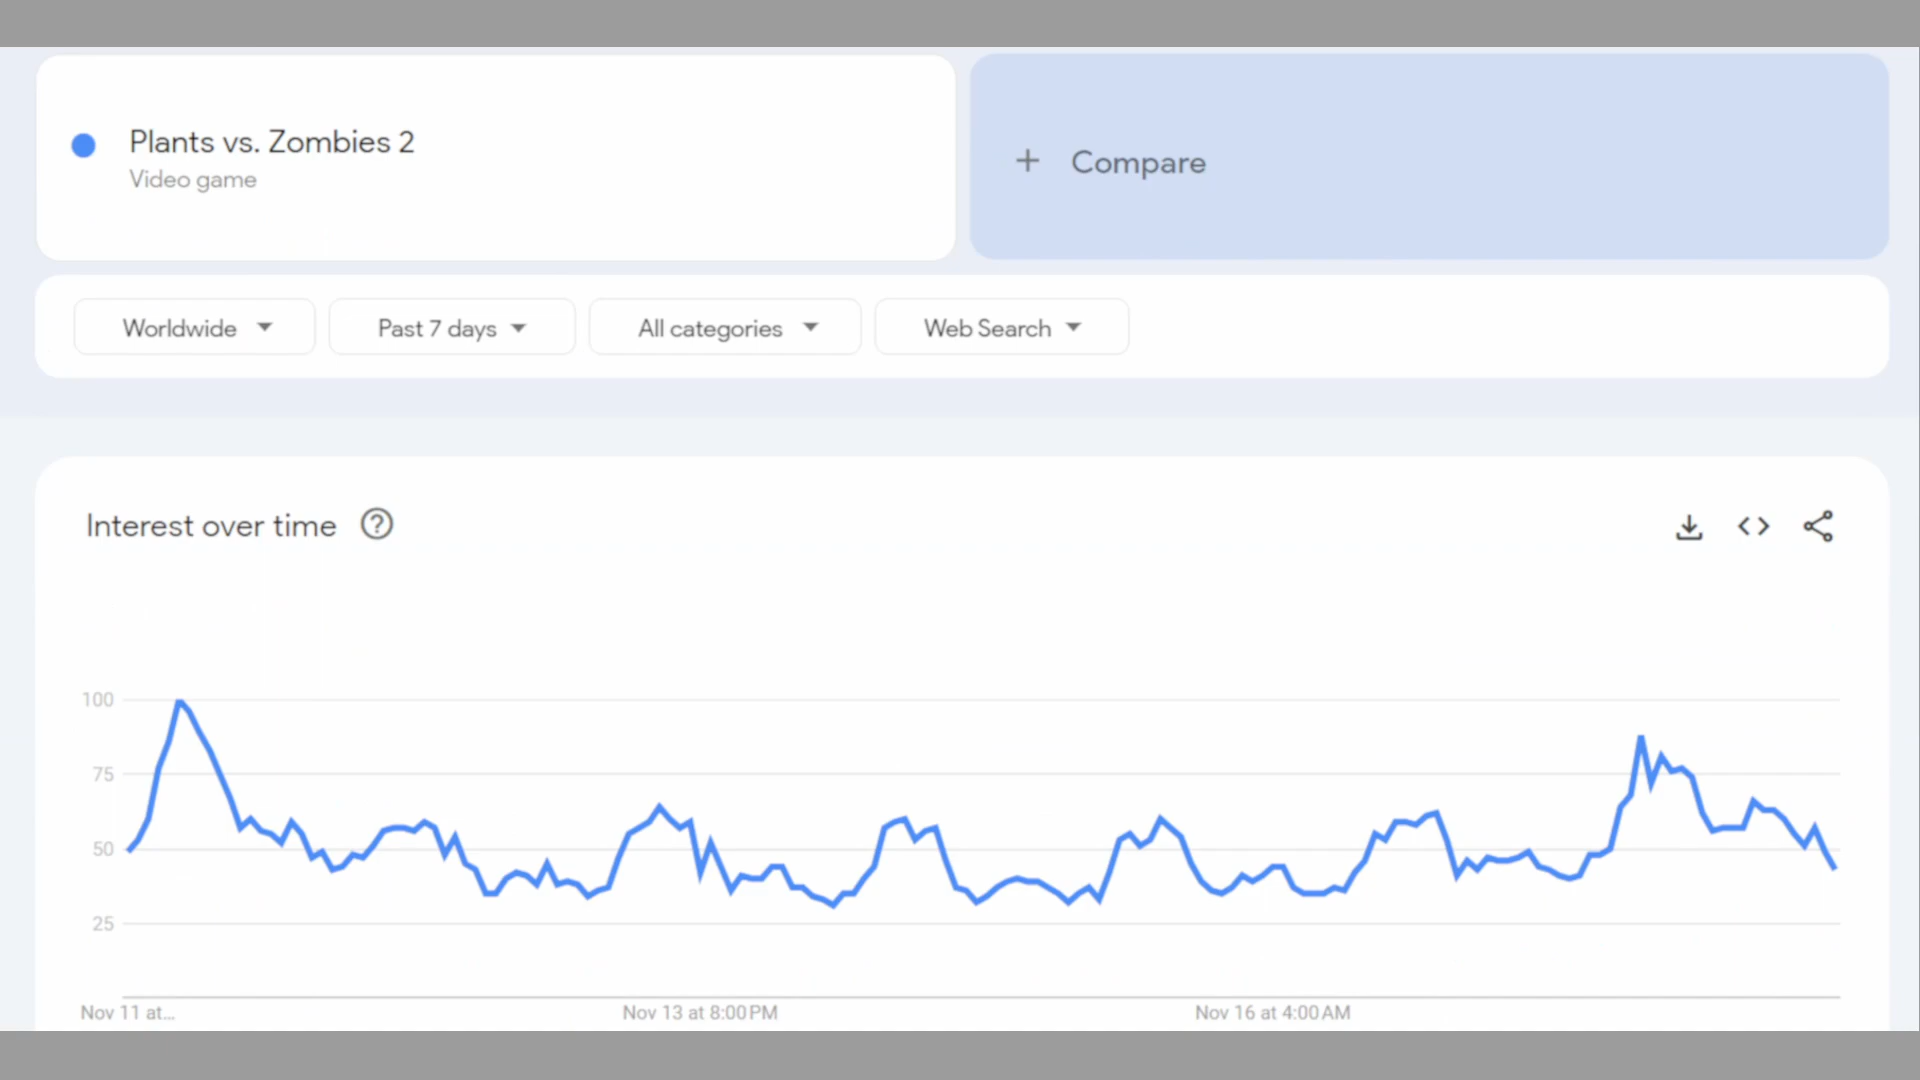 Plants vs. Zombies 2
Video game
+ Compare
Worldwide
Past 7 days
All categories
Web Search
Interest over time
100
75
50
25
Nov 11 at...
Nov 13 at 8:00 PM
Nov 16 at 4:00 AM